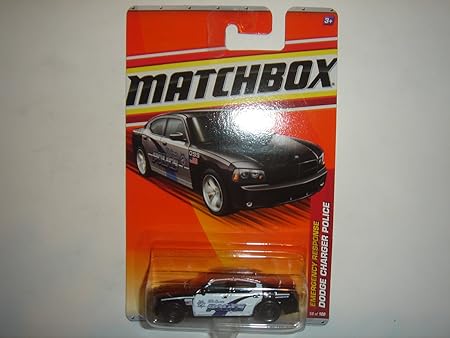 3+
MATCHBOX
EMERGENCY RESPONSE
DODGE CHARGER POLICE